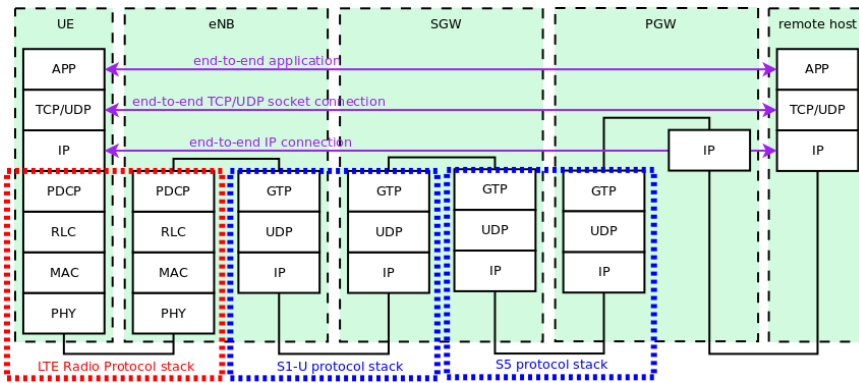 UE
eNB
SGW
PGW
remote host
APP
end-to-end application
APP
TCP/UDP
end-to-end TCP/UDP socket connection
TCP/UDP
IP
end-to-end IP connection
IP
IP
PDCP
PDCP
GTP
GTP
GTP
GTP
RLC
RLC
UDP
UDP
UDP
UDP
MAC
MAC
IP
IP
IP
IP
PHY
PHY
LTE Radio Protocol stack
S1-U protocol stack
S5 protocol stack